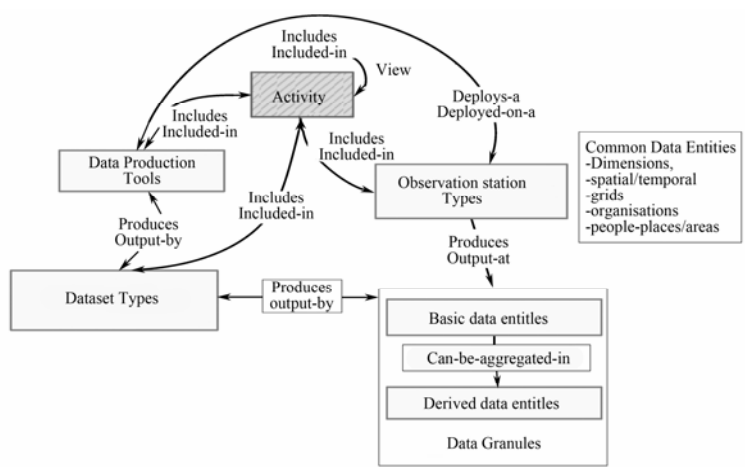 Includes
Included-in
View
Activity
Deploys-a
Deployed-on-a
Includes
Included-in
Includes
Included-in
Data Production
Tools
Observation station
Types
Common Data Entities
-Dimensions,
-spatial/temporal
-grids
-organisations
-people-places/areas
Includes
Included-in
Produces
Output-by
Produces
Output-at
Dataset Types
Produces
output-by
Basic data entities
Can-be-aggregated-in
Derived data entities
Data Granules